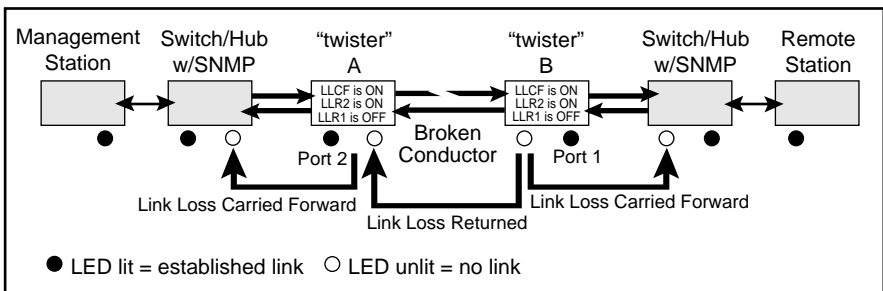 Management
Station
Switch/Hub
w/SNMP
“twister”
A
“twister”
B
Switch/Hub
w/SNMP
Remote
Station
LLCF is ON
LLR2 is ON
LLR1 is OFF
LLCF is ON
LLR2 is ON
LLR1 is OFF
Broken
Conductor
Port 2
Port 1
Link Loss Carried Forward
Link Loss Returned
Link Loss Carried Forward
LED lit = established link
LED unlit = no link